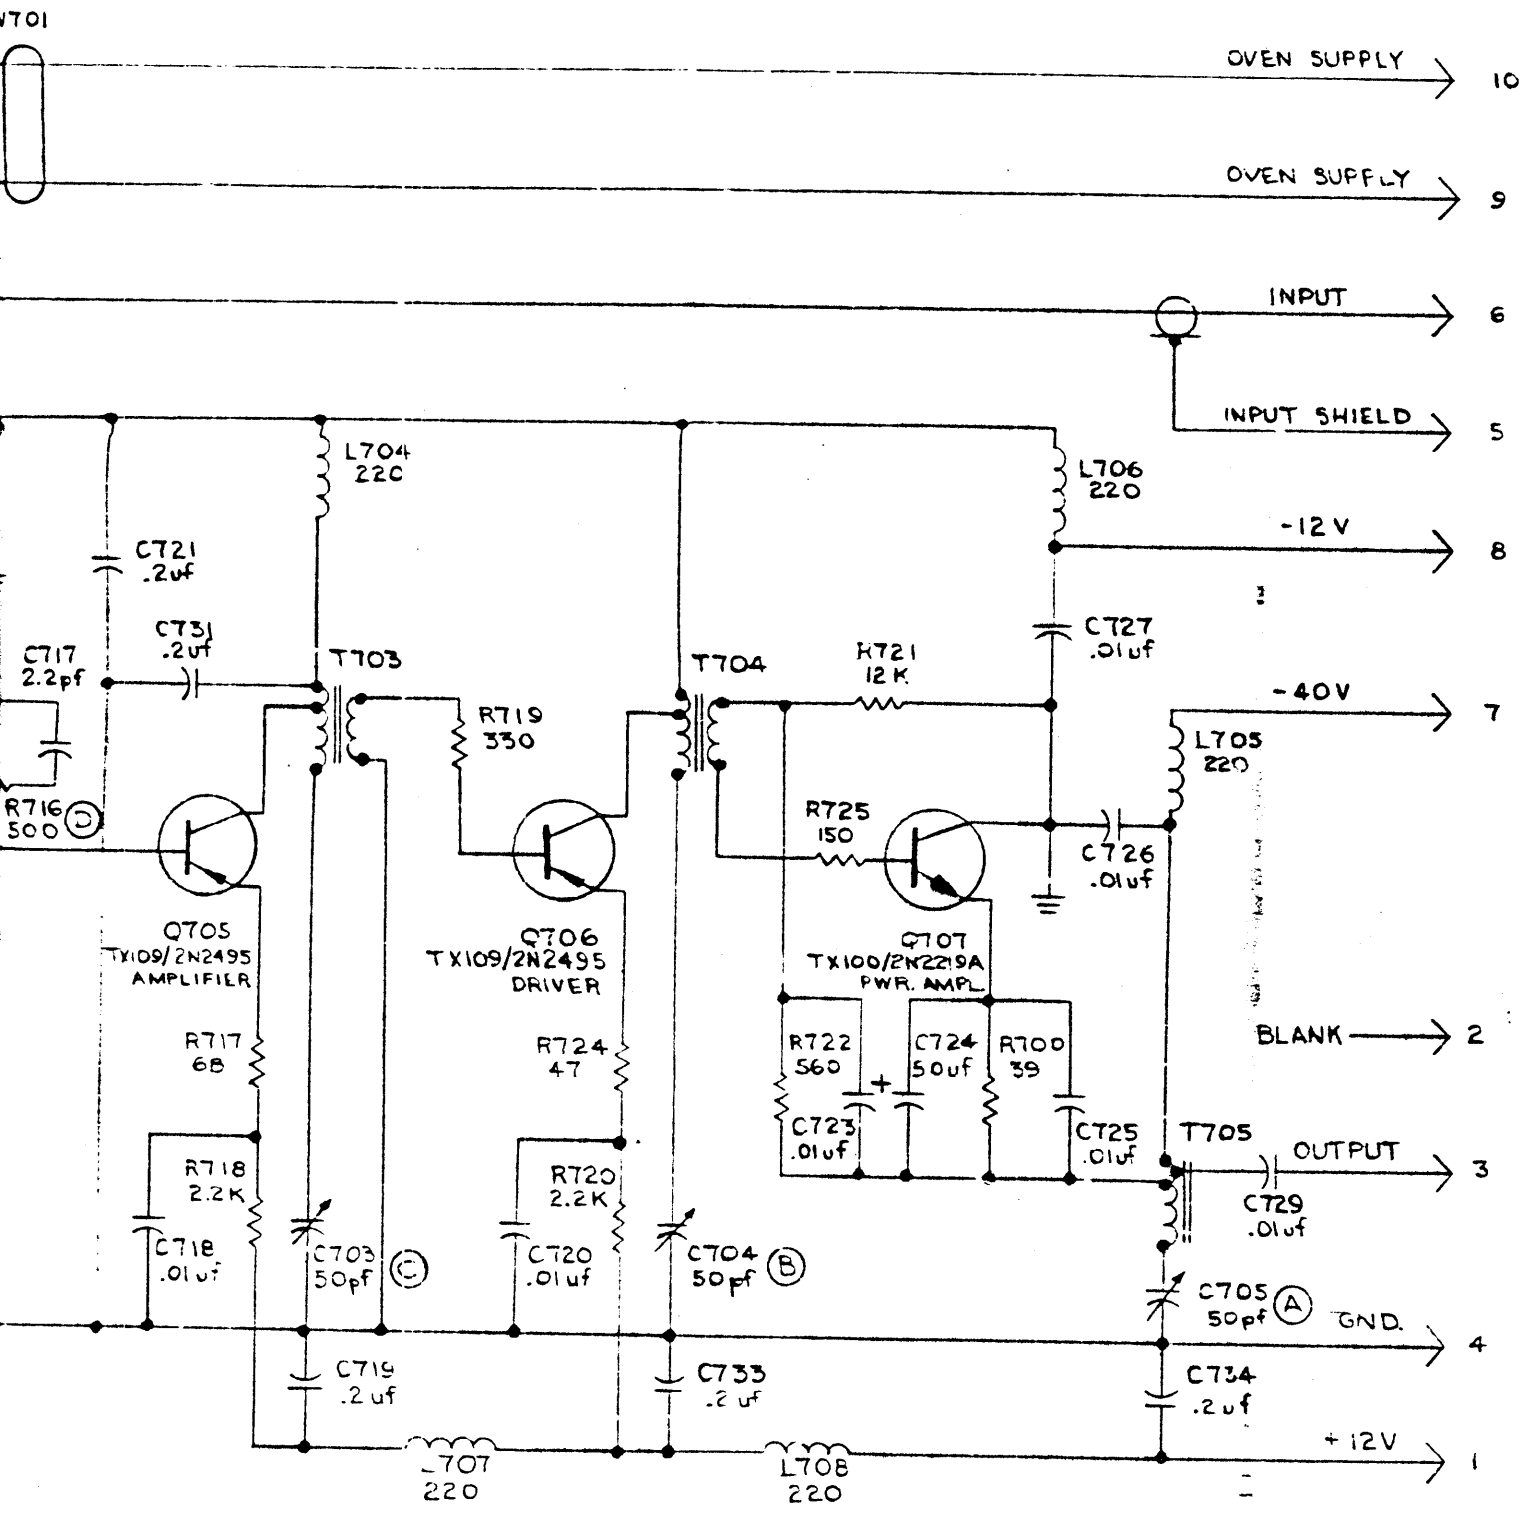 W701
OVEN SUPPLY
10
OVEN SUPPLY
9
INPUT
6
INPUT SHIELD
5
L704
220
L706
220
-12V
8
C721
.2uf
C731
.2uf
C727
.01uf
C717
2.2pf
T703
T704
R721
12K
-40V
7
R719
330
L705
220
R716
500
D
R725
150
C726
.01uf
Q705
TX109/2N2495
AMPLIFIER
Q706
TX109/2N2495
DRIVER
Q707
TX100/2N2219A
PWR. AMPL.
R717
68
R724
47
R722
560
+
C724
50uf
R700
39
BLANK
2
C723
.01uf
C725
.01uf
T705
OUTPUT
3
R718
2.2K
R720
2.2K
C729
.01uf
C718
.01uf
C703
50pf
C
C720
.01uf
C704
50pf
B
C705
50pf
A
GND.
4
C719
.2uf
C733
.2uf
C734
.2uf
+12V
1
L707
220
L708
220